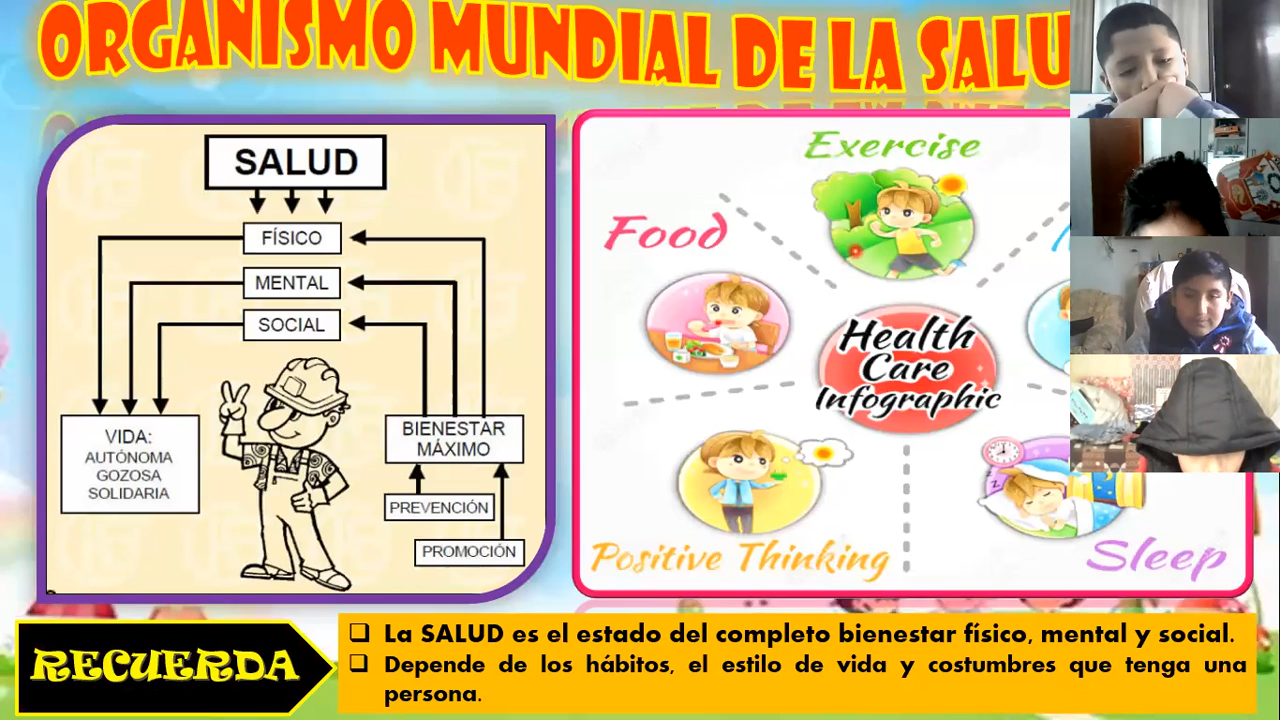 ORGANISMO MUNDIAL DE LA SALU
SALUD
FÍSICO
MENTAL
SOCIAL
VIDA:
AUTÓNOMA
GOZOSA
SOLIDARIA
BIENESTAR
MÁXIMO
PREVENCIÓN
PROMOCIÓN
Exercise
Food
Health
Care
Infographic
Positive Thinking
Sleep
RECUERDA
❑ La SALUD es el estado del completo bienestar físico, mental y social.
❑ Depende de los hábitos, el estilo de vida y costumbres que tenga una
persona.